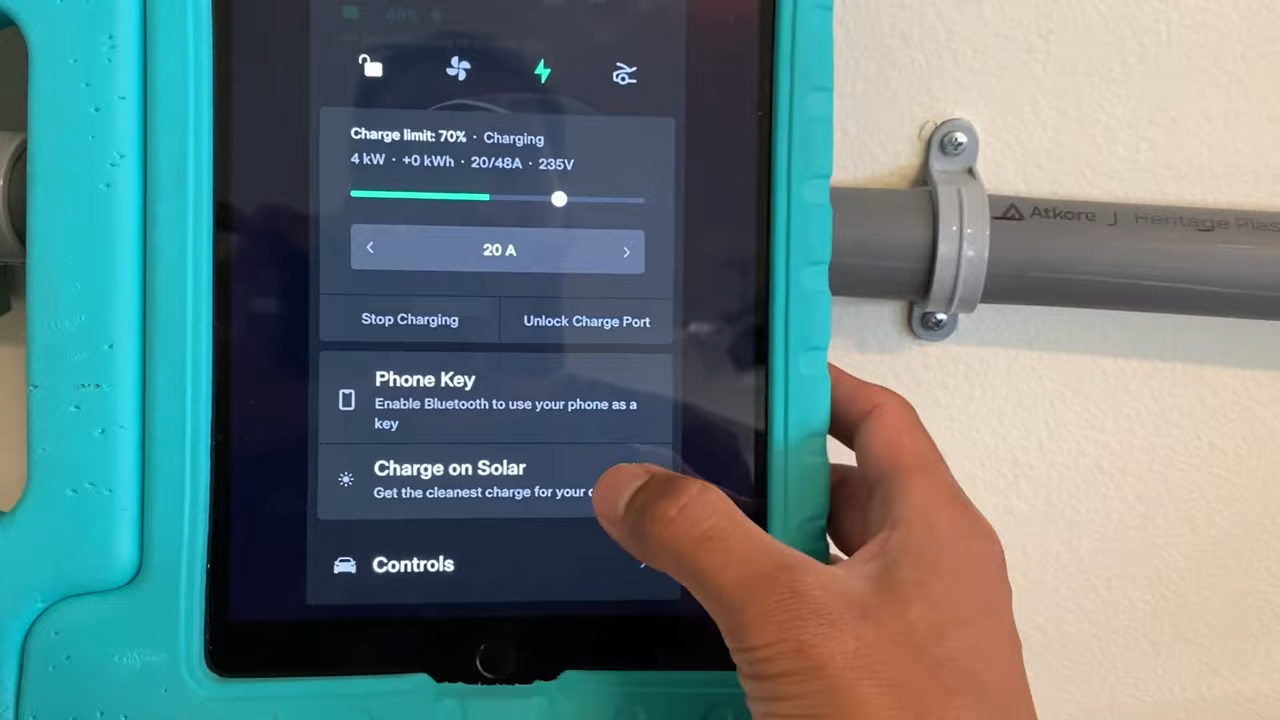 46%
Charge limit: 70% · Charging
4 kW · +0 kWh · 20/48A · 235V
20 A
Stop Charging
Unlock Charge Port
Phone Key
Enable Bluetooth to use your phone as a
key
Charge on Solar
Get the cleanest charge for your
Controls
Atkore
Heritage